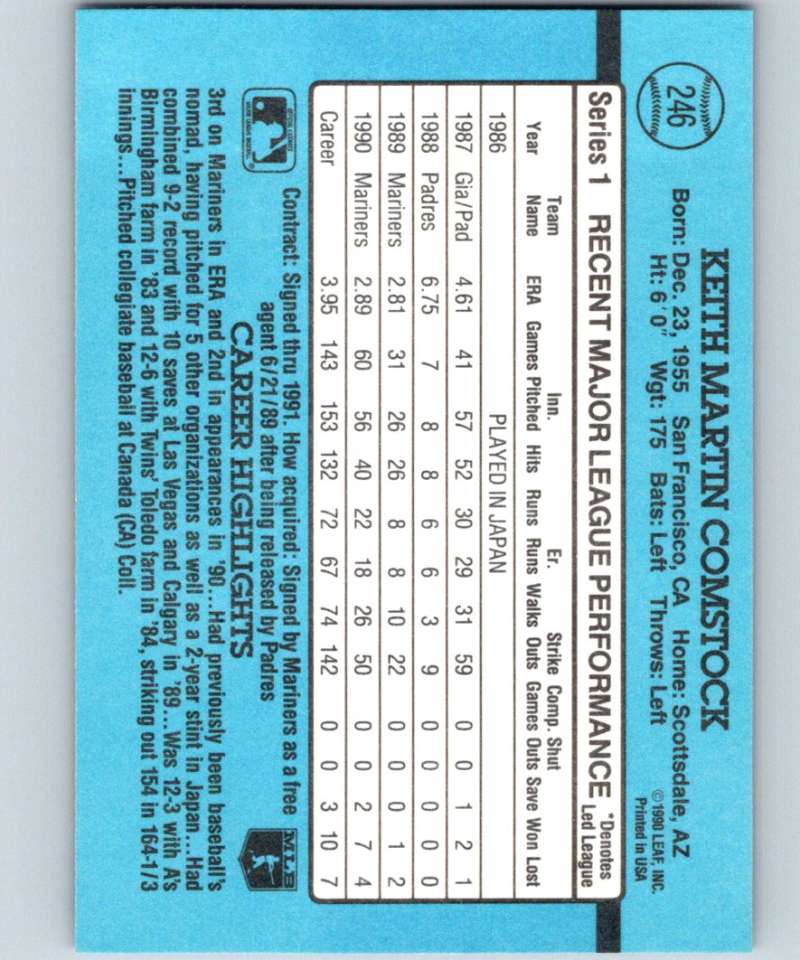 246
KEITH MARTIN COMSTOCK
Born: Dec. 23, 1955 San Francisco, CA Home: Scottsdale, AZ
Ht: 6'0" Wgt: 175 Bats: Left Throws: Left
©1990 LEAF, INC.
Printed in USA
Series 1 RECENT MAJOR LEAGUE PERFORMANCE *Denotes
Led League
Team Inn. Er. Strike Comp. Shut
Year Name ERA Games Pitched Hits Runs Runs Walks Outs Games Outs Save Won Lost
1986 PLAYED IN JAPAN
1987 Gia/Pad 4.61 41 57 52 30 29 31 59 0 0 1 2 1
1988 Padres 6.75 7 8 8 6 6 3 9 0 0 0 0 0
1989 Mariners 2.81 31 26 26 8 8 10 22 0 0 0 1 2
1990 Mariners 2.89 60 56 40 22 18 26 50 0 0 2 7 4
Career 3.95 143 153 132 72 67 74 142 0 0 3 10 7
Contract: Signed thru 1991. How acquired: Signed by Mariners as a free
agent 6/21/89 after being released by Padres
MLB
CAREER HIGHLIGHTS
3rd on Mariners in ERA and 2nd in appearances in '90...Had previously been baseball's
nomad, having pitched for 5 other organizations as well as a 2-year stint in Japan...Had
combined 9-2 record with 10 saves at Las Vegas and Calgary in '89...Was 12-3 with A's
Birmingham farm in '83 and 12-6 with Twins' Toledo farm in '84, striking out 154 in 164-1/3
innings...Pitched collegiate baseball at Canada (CA) Coll.